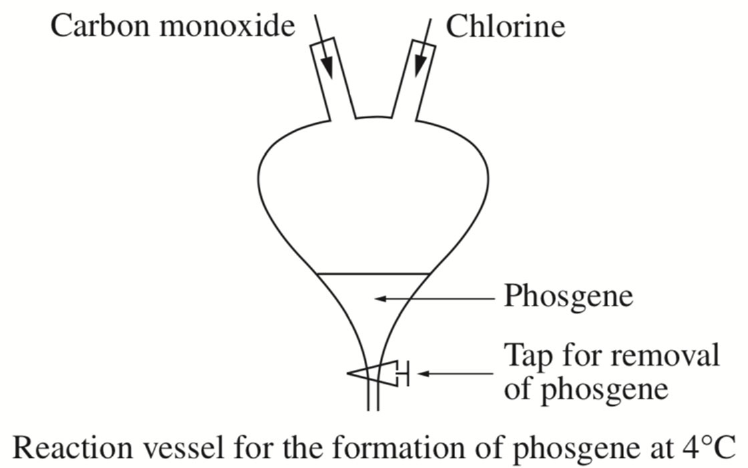 Carbon monoxide
Chlorine
Phosgene
Tap for removal
of phosgene
Reaction vessel for the formation of phosgene at 4°C